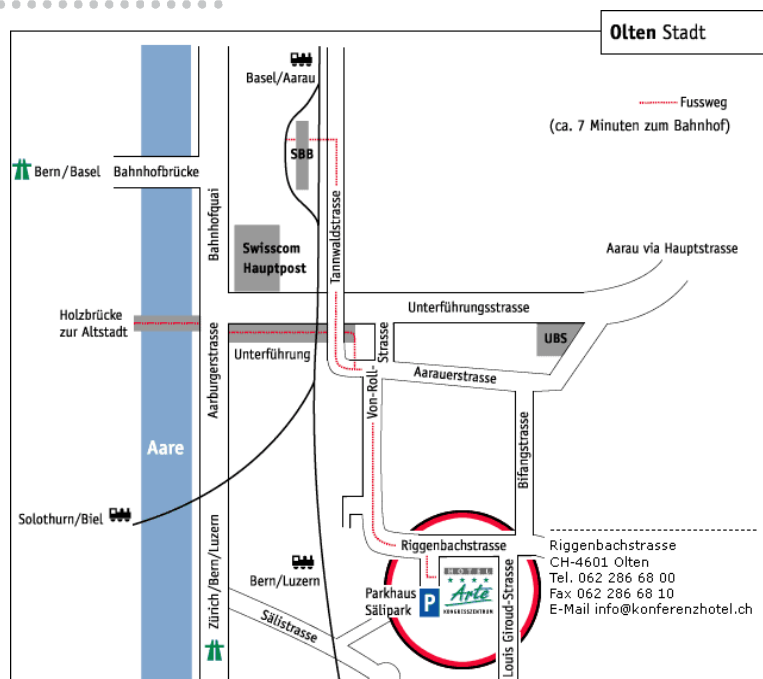 Olten Stadt
Basel/Aarau
Fussweg
(ca. 7 Minuten zum Bahnhof)
SBB
Bern/Basel
Bahnhofbrücke
Bahnhofquai
Tannwaldstrasse
Swisscom
Hauptpost
Aarau via Hauptstrasse
Unterführungsstrasse
Holzbrücke
zur Altstadt
Aarburgerstrasse
Unterführung
Von-Roll-
Strasse
UBS
Aarauerstrasse
Bifangstrasse
Aare
Solothurn/Biel
Zürich/Bern/Luzern
Bern/Luzern
Riggenbachstrasse
Riggenbachstrasse
CH-4601 Olten
Tel. 062 286 68 00
Fax 062 286 68 10
E-Mail info@konferenzhotel.ch
HOTEL
Arte
KONGRESSZENTRUM
Parkhaus
Sälipark
P
Louis Giroud-Strasse
Sälistrasse